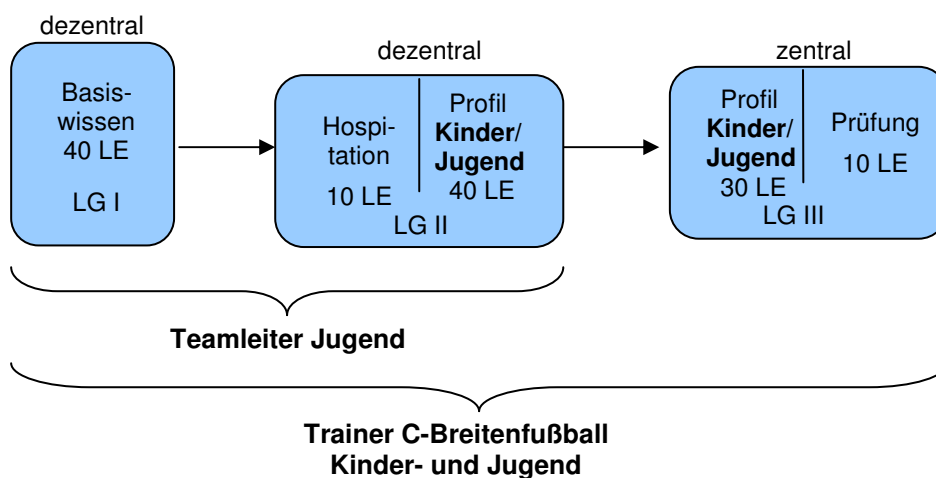 dezentral
Basis-
wissen
40 LE
LG I
dezentral
Hospi-
tation
10 LE
Profil
Kinder/
Jugend
40 LE
LG II
zentral
Profil
Kinder/
Jugend
30 LE
Prüfung
10 LE
LG III
Teamleiter Jugend
Trainer C-Breitenfußball
Kinder- und Jugend